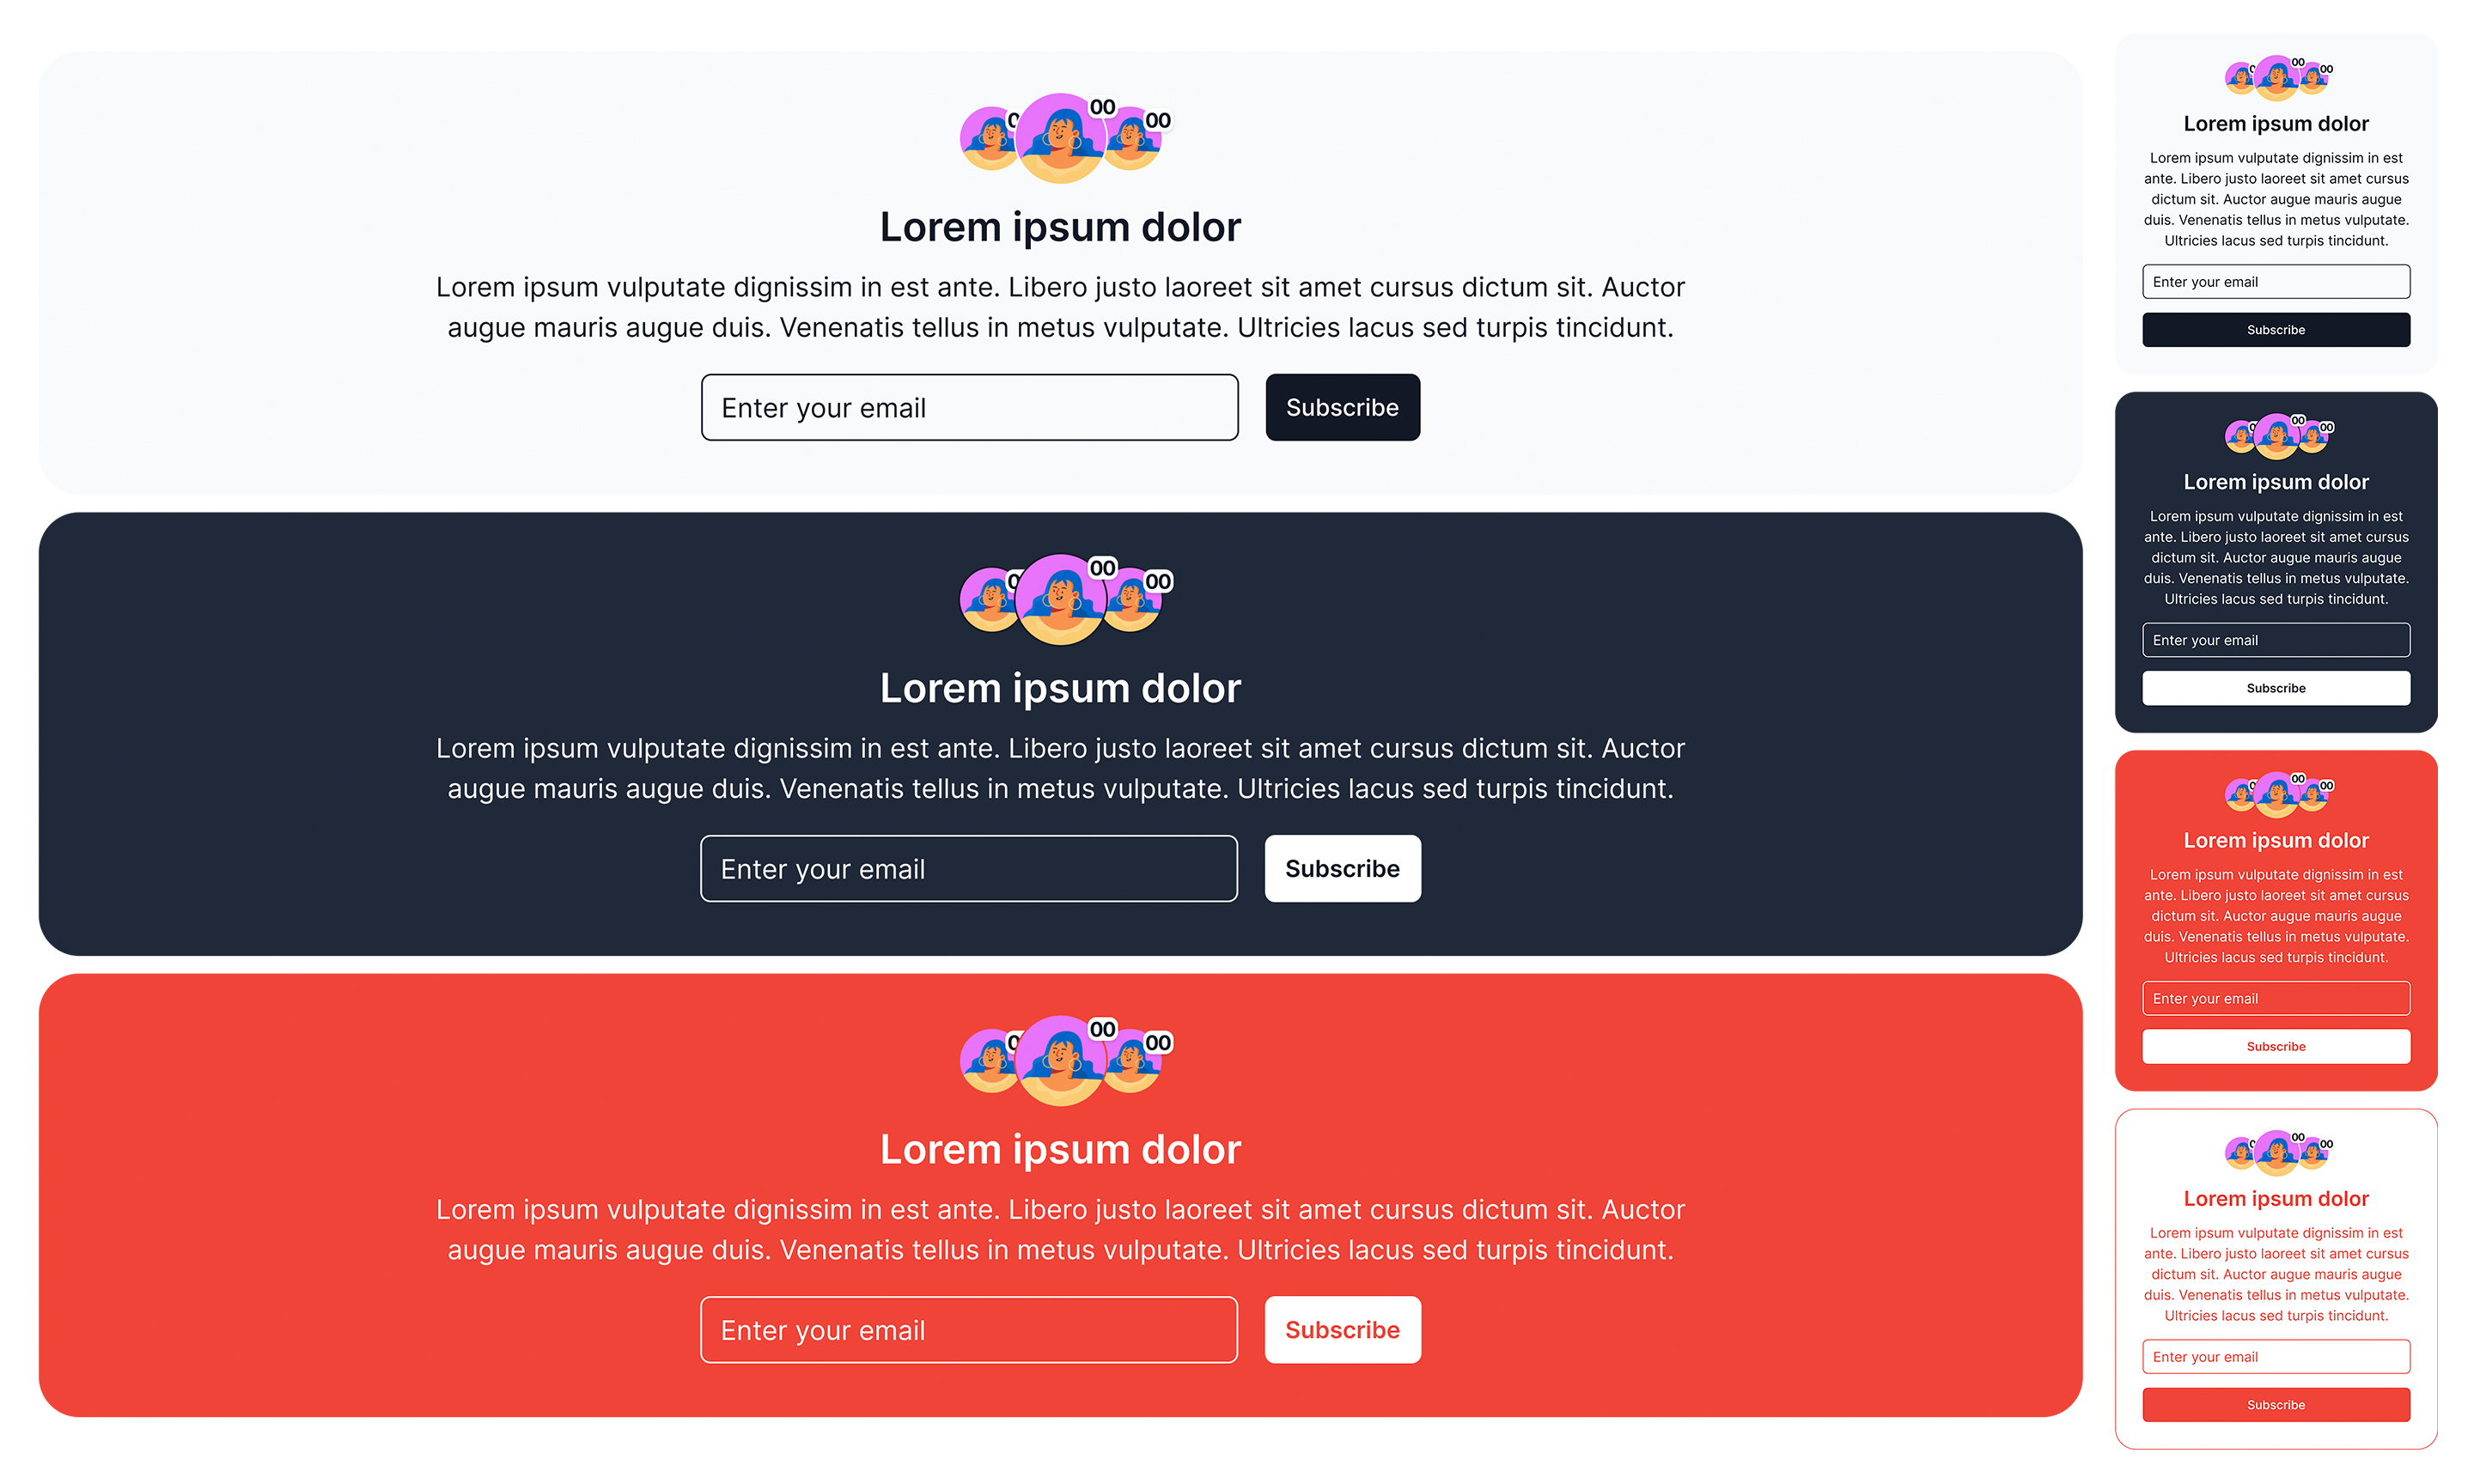 0 00 00
Lorem ipsum dolor
Lorem ipsum vulputate dignissim in est ante. Libero justo laoreet sit amet cursus dictum sit. Auctor
augue mauris augue duis. Venenatis tellus in metus vulputate. Ultricies lacus sed turpis tincidunt.
Enter your email
Subscribe
0 00 00
Lorem ipsum dolor
Lorem ipsum vulputate dignissim in est ante. Libero justo laoreet sit amet cursus dictum sit. Auctor
augue mauris augue duis. Venenatis tellus in metus vulputate. Ultricies lacus sed turpis tincidunt.
Enter your email
Subscribe
0 00 00
Lorem ipsum dolor
Lorem ipsum vulputate dignissim in est ante. Libero justo laoreet sit amet cursus dictum sit. Auctor
augue mauris augue duis. Venenatis tellus in metus vulputate. Ultricies lacus sed turpis tincidunt.
Enter your email
Subscribe
0 00 00
Lorem ipsum dolor
Lorem ipsum vulputate dignissim in est
ante. Libero justo laoreet sit amet cursus
dictum sit. Auctor augue mauris augue
duis. Venenatis tellus in metus vulputate.
Ultricies lacus sed turpis tincidunt.
Enter your email
Subscribe
0 00 00
Lorem ipsum dolor
Lorem ipsum vulputate dignissim in est
ante. Libero justo laoreet sit amet cursus
dictum sit. Auctor augue mauris augue
duis. Venenatis tellus in metus vulputate.
Ultricies lacus sed turpis tincidunt.
Enter your email
Subscribe
0 00 00
Lorem ipsum dolor
Lorem ipsum vulputate dignissim in est
ante. Libero justo laoreet sit amet cursus
dictum sit. Auctor augue mauris augue
duis. Venenatis tellus in metus vulputate.
Ultricies lacus sed turpis tincidunt.
Enter your email
Subscribe
0 00 00
Lorem ipsum dolor
Lorem ipsum vulputate dignissim in est
ante. Libero justo laoreet sit amet cursus
dictum sit. Auctor augue mauris augue
duis. Venenatis tellus in metus vulputate.
Ultricies lacus sed turpis tincidunt.
Enter your email
Subscribe